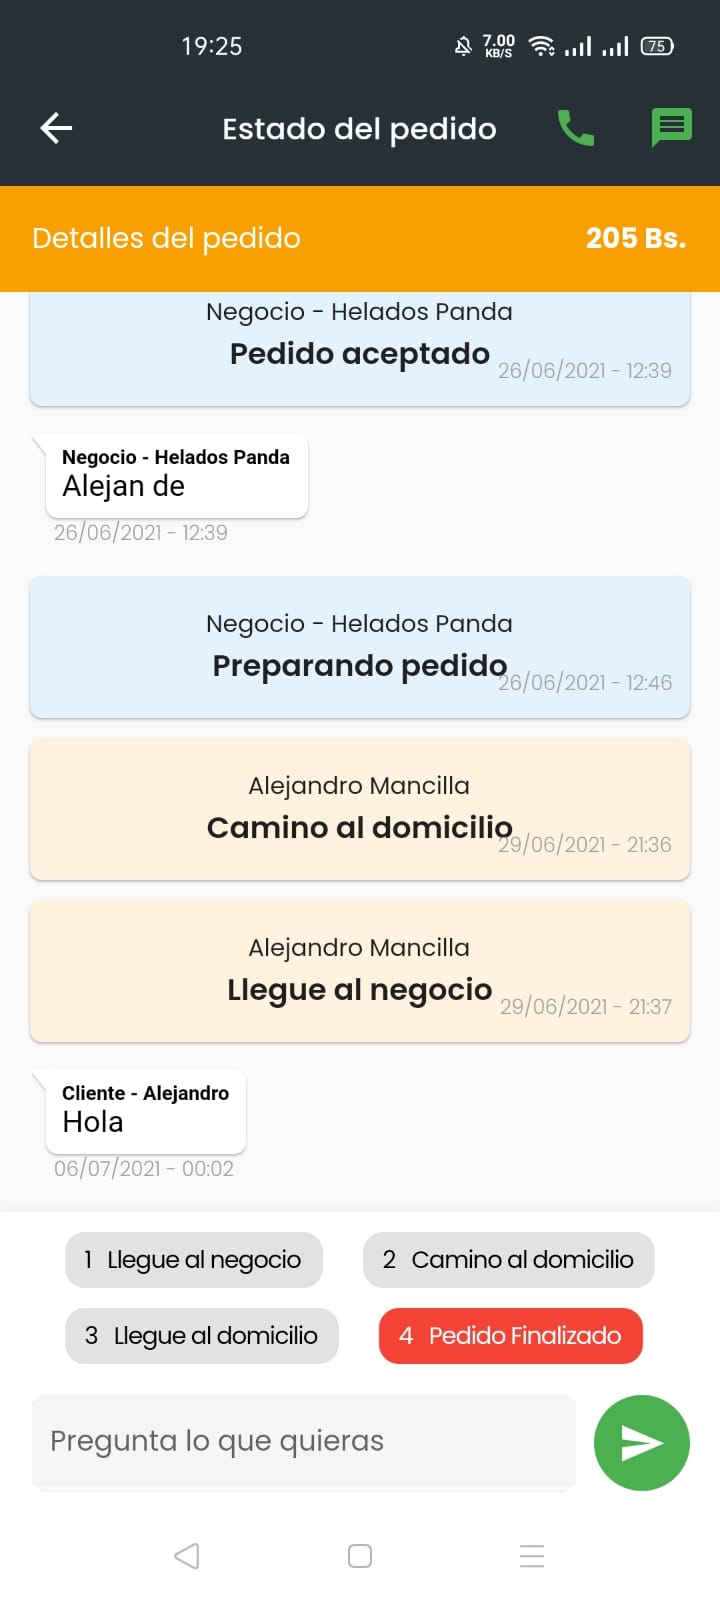 19:25
7.00
KB/S
75
Estado del pedido
Detalles del pedido
205 Bs.
Negocio - Helados Panda
Pedido aceptado
26/06/2021 - 12:39
Negocio - Helados Panda
Alejan de
26/06/2021 - 12:39
Negocio - Helados Panda
Preparando pedido
26/06/2021 - 12:46
Alejandro Mancilla
Camino al domicilio
29/06/2021 - 21:36
Alejandro Mancilla
Llegue al negocio
29/06/2021 - 21:37
Cliente - Alejandro
Hola
06/07/2021 - 00:02
1 Llegue al negocio
2 Camino al domicilio
3 Llegue al domicilio
4 Pedido Finalizado
Pregunta lo que quieras